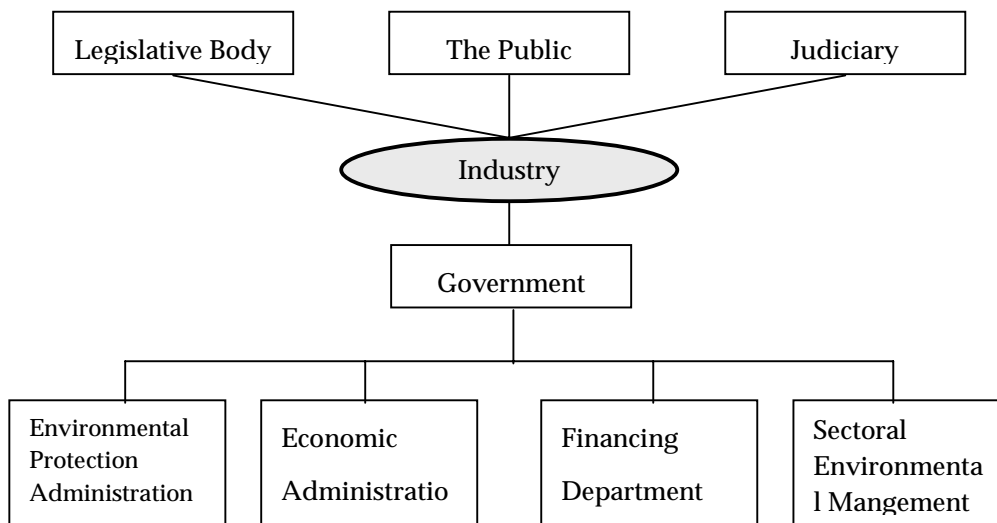 Legislative Body
The Public
Judiciary
Industry
Government
Environmental
Protection
Administration
Economic
Administratio
Financing
Department
Sectoral
Environmenta
l Mangement